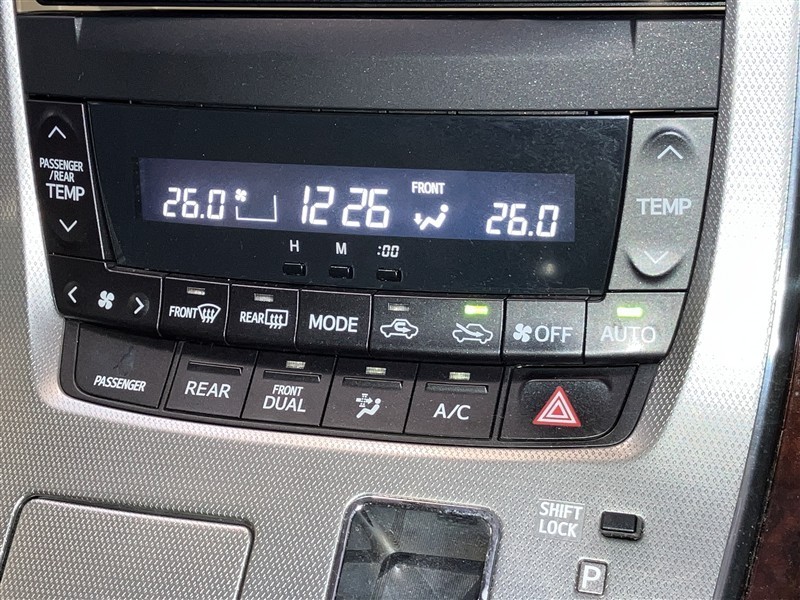 PASSENGER
/REAR
TEMP
26.0
12 26
FRONT
26.0
TEMP
H
M
:00
FRONT
REAR
MODE
OFF
AUTO
PASSENGER
REAR
FRONT
DUAL
A/C
SHIFT
LOCK
P